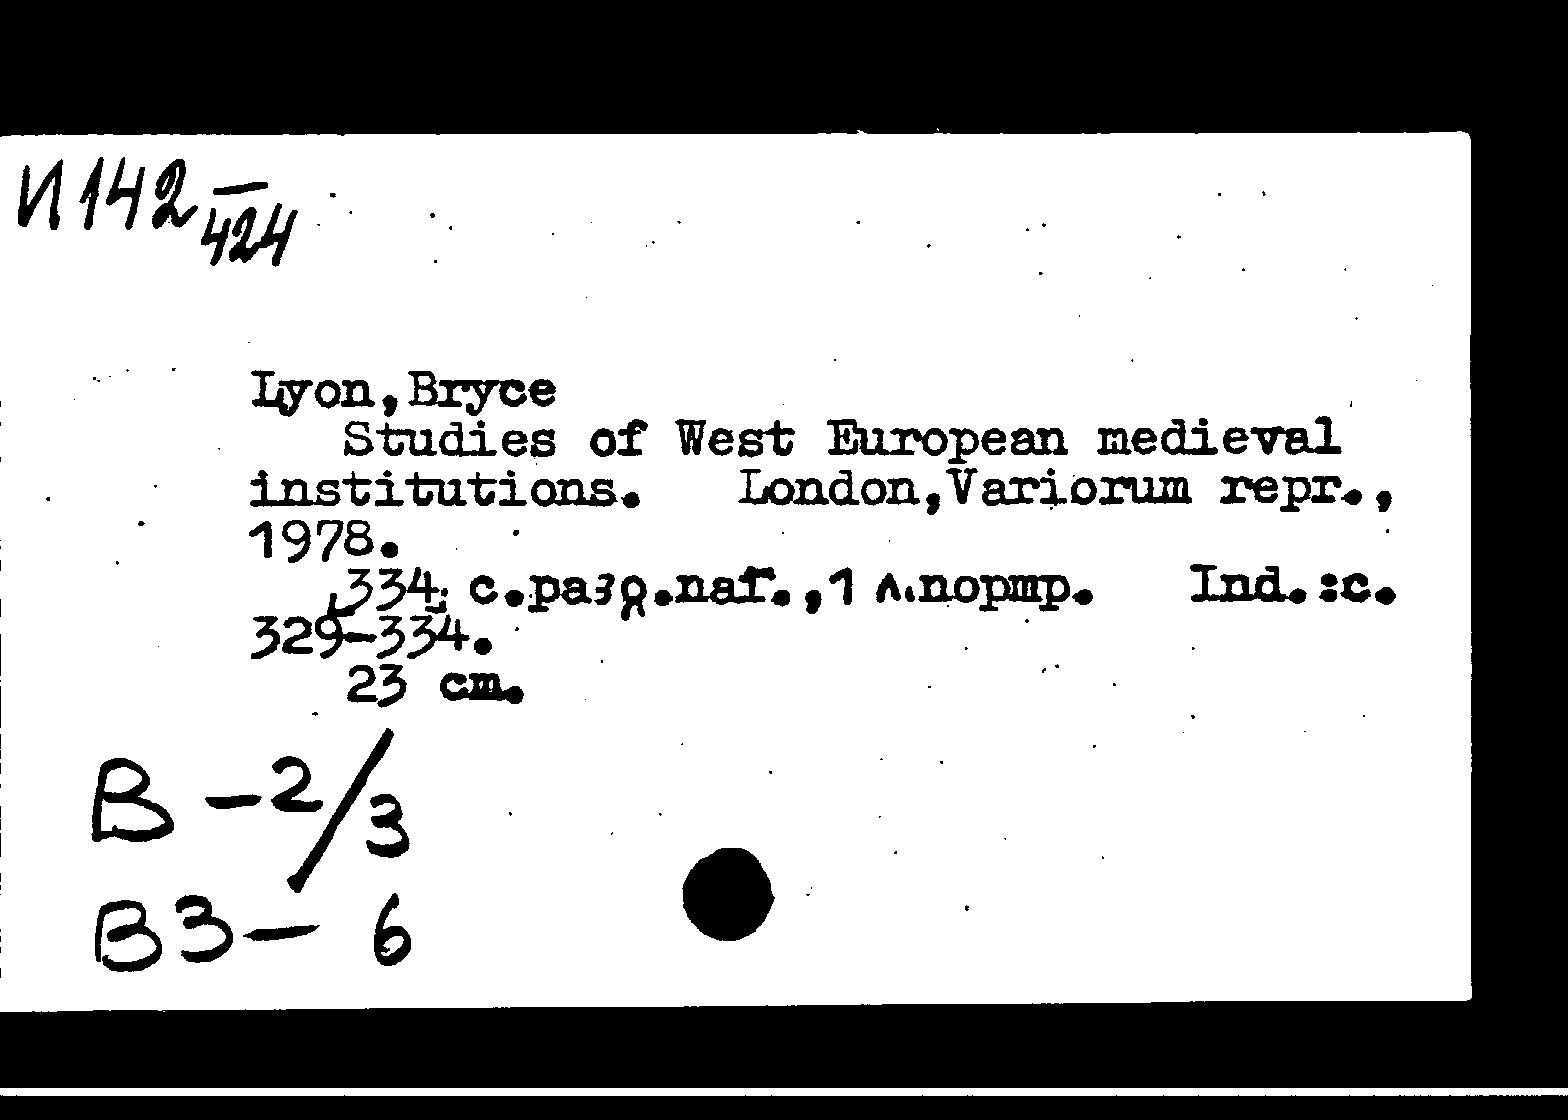 И142—
424
Lyon,Bryce
Studies of West European medieval
institutions. London,Variorum repr.,
1978.
[334] с.разд.паг.,1 л.портр. Ind.:c.
329-334.
23 cm.
В-2/3
В3- 6